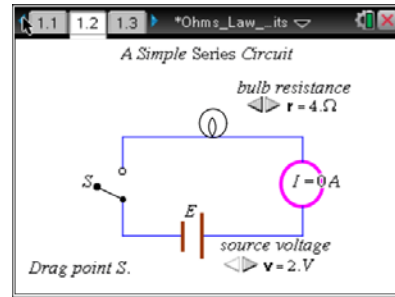 1.1 1.2 1.3 *Ohms_Law_...its
A Simple Series Circuit
bulb resistance
r = 4.Ω
S
I = 0 A
E
source voltage
v = 2.V
Drag point S.